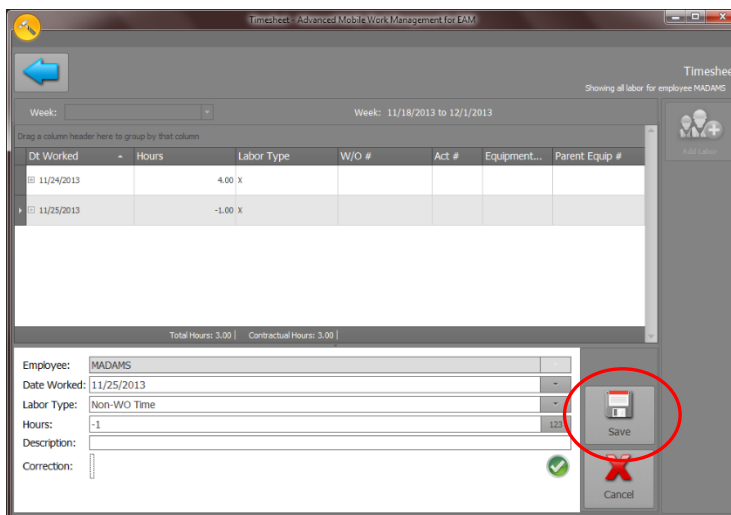 Timesheet - Advanced Mobile Work Management for EAM
Timeshee
Showing all labor for employee MADAMS
Week:
Week: 11/18/2013 to 12/1/2013
Drag a column header here to group by that column
Add Labor
Dt Worked Hours Labor Type W/O # Act # Equipment... Parent Equip #
11/24/2013 4.00 X
11/25/2013 -1.00 X
Total Hours: 3.00 | Contractual Hours: 3.00 |
Employee: MADAMS
Date Worked: 11/25/2013
Labor Type: Non-WO Time
Hours: -1 123
Description:
Correction:
Save
Cancel